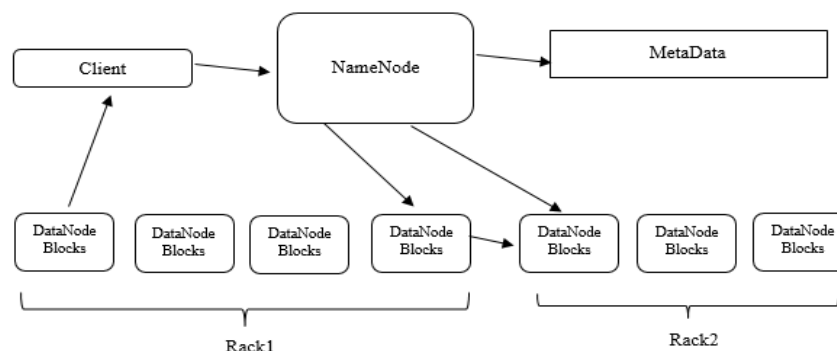 Client
NameNode
MetaData
DataNode
Blocks
DataNode
Blocks
DataNode
Blocks
DataNode
Blocks
DataNode
Blocks
DataNode
Blocks
DataNode
Blocks
Rack1
Rack2